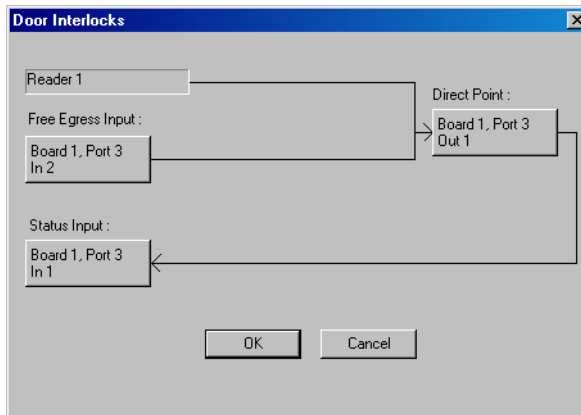 Door Interlocks
Reader 1
Direct Point :
Free Egress Input :
Board 1, Port 3
Out 1
Board 1, Port 3
In 2
Status Input :
Board 1, Port 3
In 1
OK
Cancel